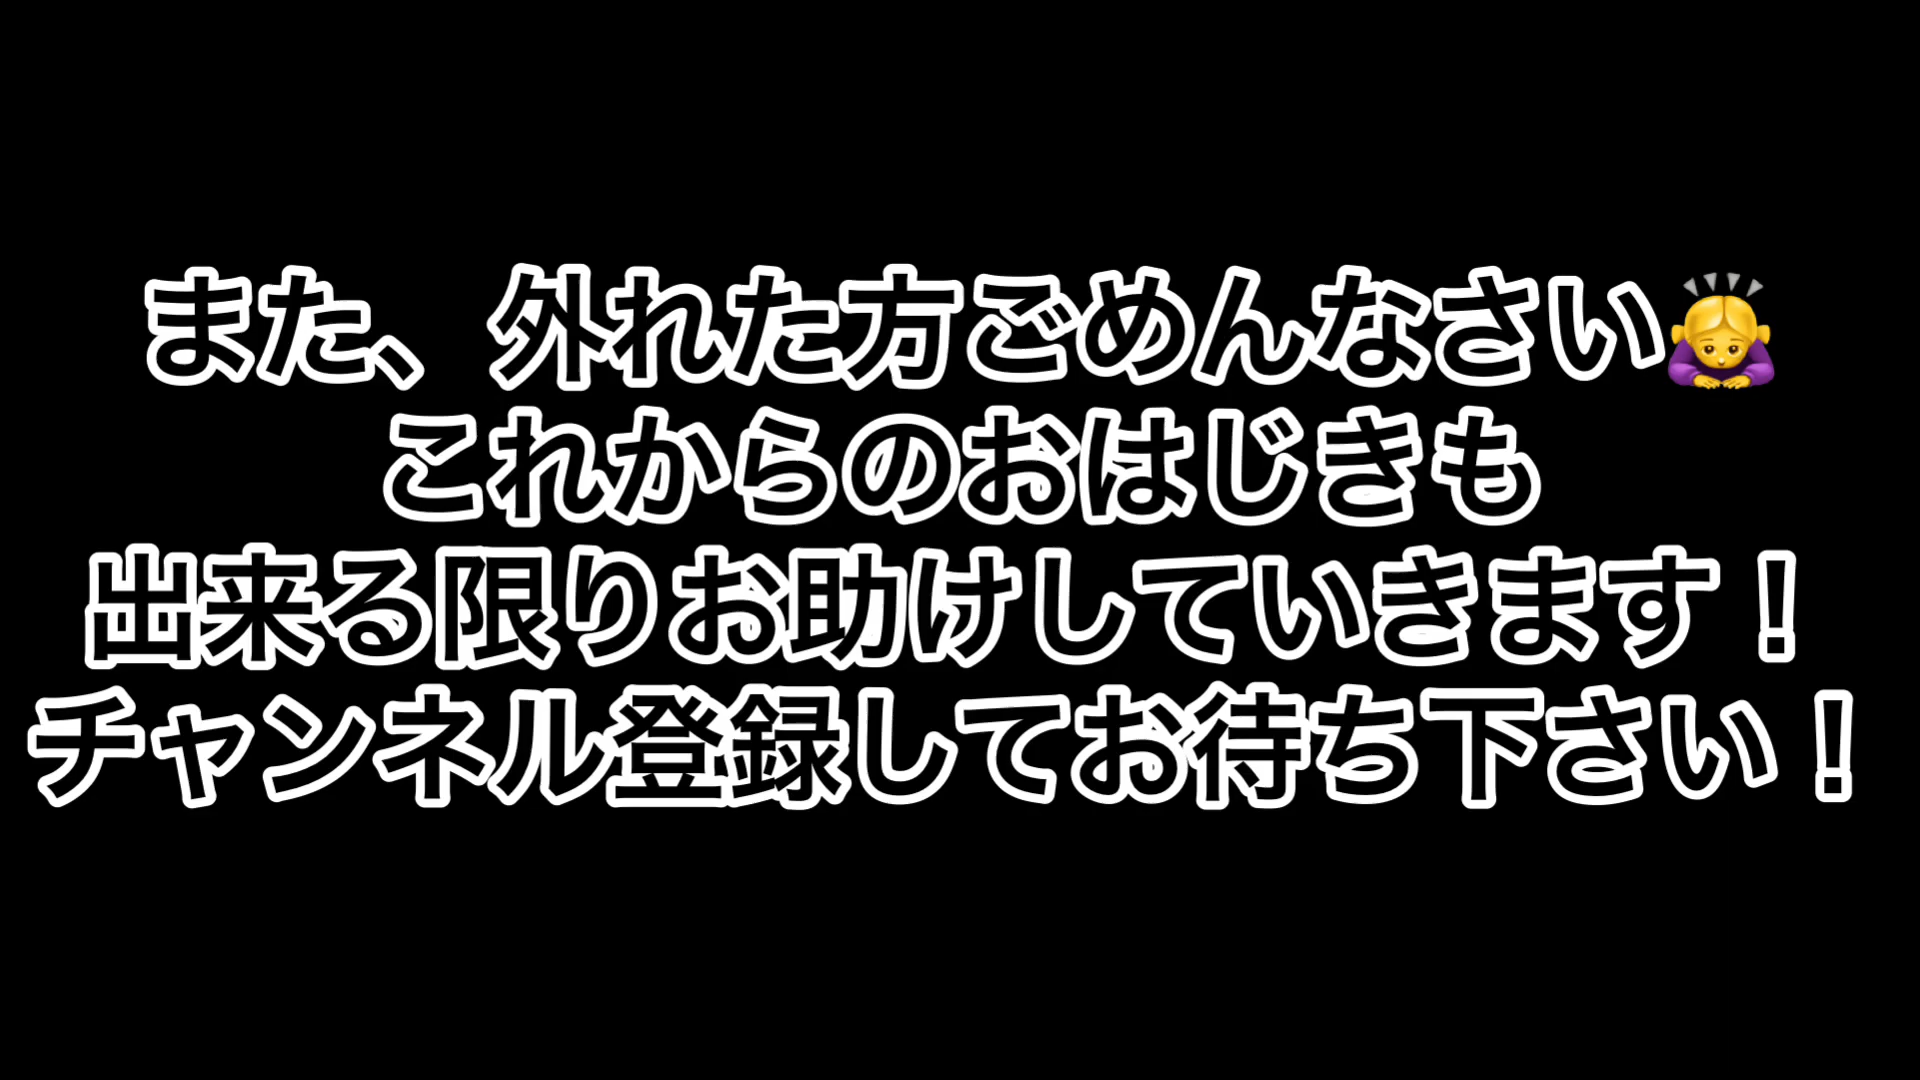 また、外れた方ごめんなさい🙇‍♀️
これからのおはじきも
出来る限りお助けしていきます！
チャンネル登録してお待ち下さい！